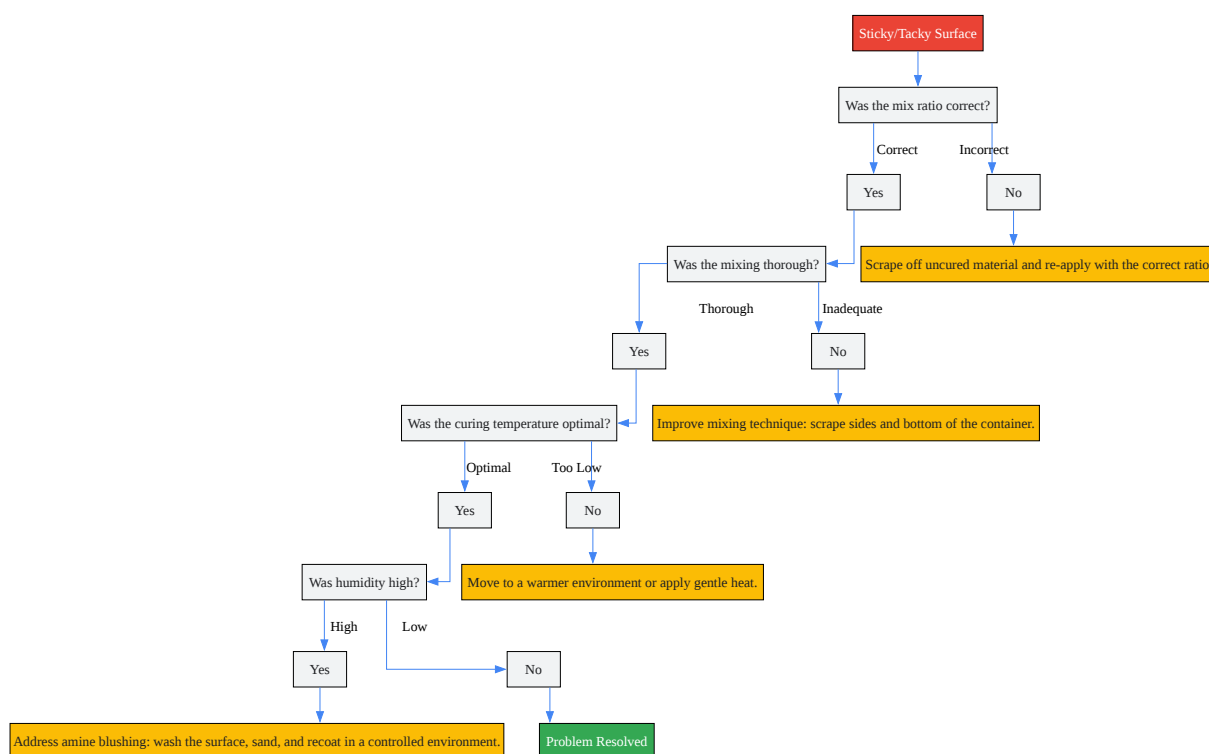 Sticky/Tacky Surface
Was the mix ratio correct?
Correct
Incorrect
Yes
No
Was the mixing thorough?
Scrape off uncured material and re-apply with the correct ratio
Thorough
Inadequate
Yes
No
Was the curing temperature optimal?
Improve mixing technique: scrape sides and bottom of the container.
Optimal
Too Low
Yes
No
Was humidity high?
Move to a warmer environment or apply gentle heat.
High
Low
Yes
No
Address amine blushing: wash the surface, sand, and recoat in a controlled environment.
Problem Resolved